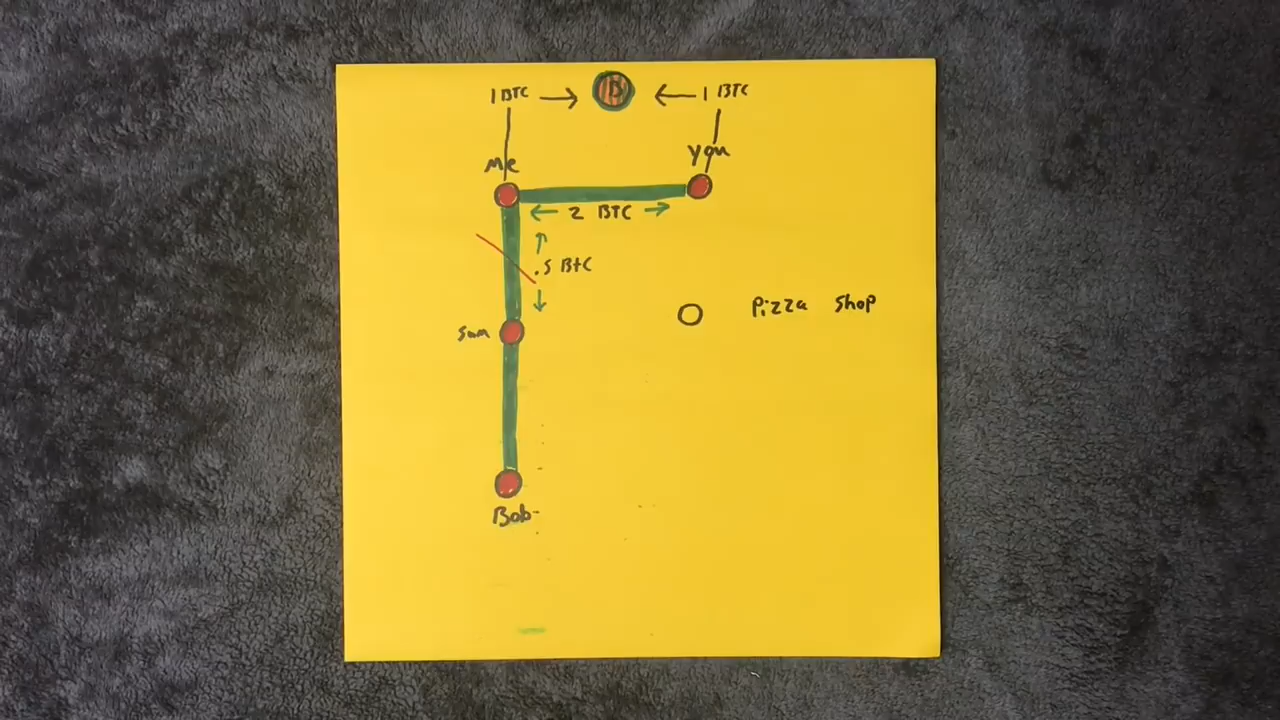 1 BTC → ← 1 BTC
B
Me
you
← 2 BTC →
.5 BtC
Pizza Shop
Sam
Bob